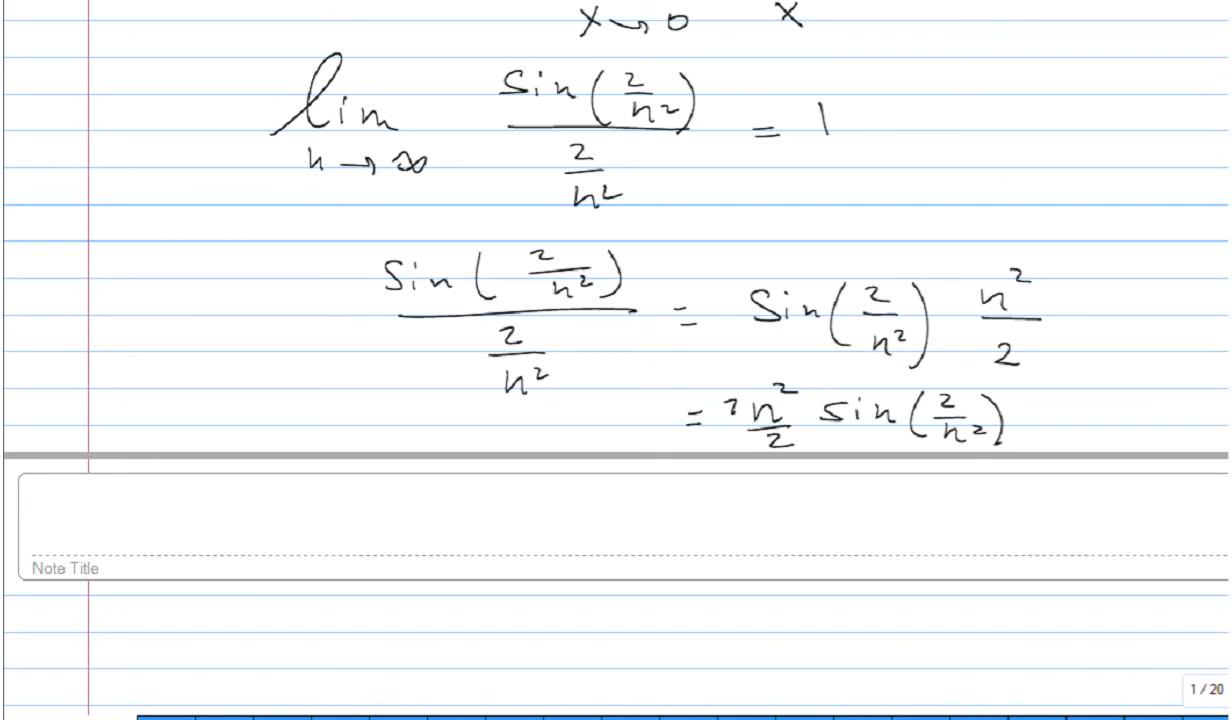 x → 0 x
lim n → ∞ sin(2/n²) / (2/n²) = 1
sin(2/n²) / (2/n²) = sin(2/n²) n²/2
= ²n²/2 sin(2/n²)
Note Title
1 / 20